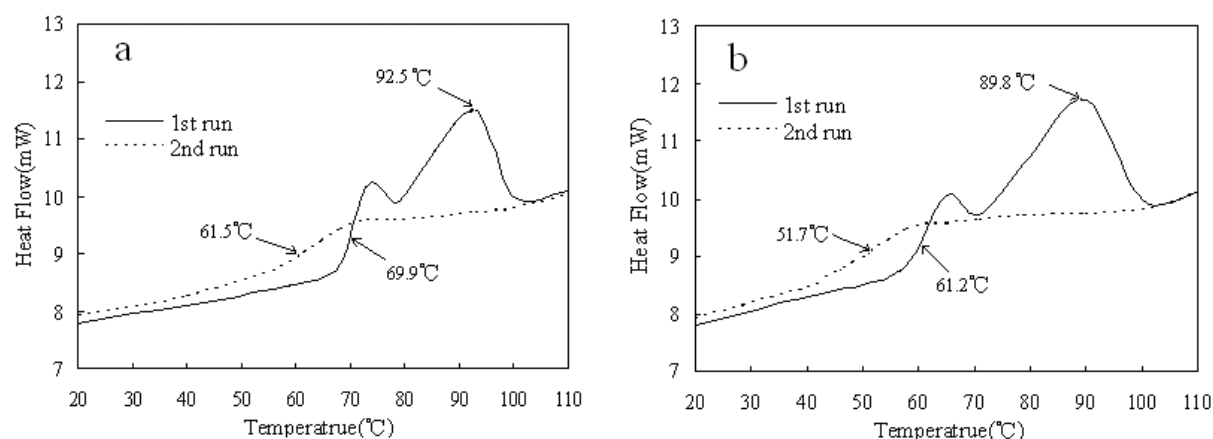 a
13
12
11
10
9
8
7
Heat Flow(mW)
1st run
2nd run
92.5℃
61.5℃
69.9℃
20 30 40 50 60 70 80 90 100 110
Temperatrue(℃)
b
13
12
11
10
9
8
7
Heat Flow(mW)
1st run
2nd run
89.8℃
51.7℃
61.2℃
20 30 40 50 60 70 80 90 100 110
Temperatrue(℃)